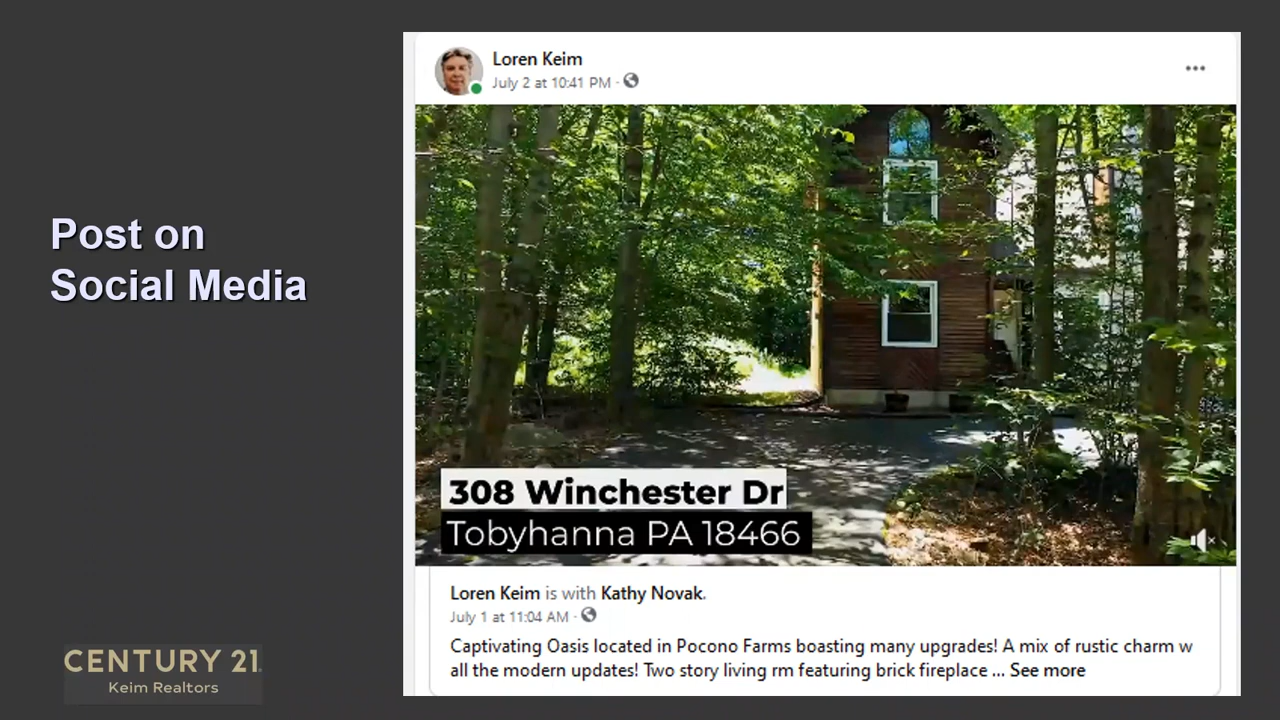 Post on
Social Media
Loren Keim
July 2 at 10:41 PM ·
308 Winchester Dr
Tobyhanna PA 18466
Loren Keim is with Kathy Novak.
July 1 at 11:04 AM ·
Captivating Oasis located in Pocono Farms boasting many upgrades! A mix of rustic charm w
all the modern updates! Two story living rm featuring brick fireplace ... See more
CENTURY 21.
Keim Realtors